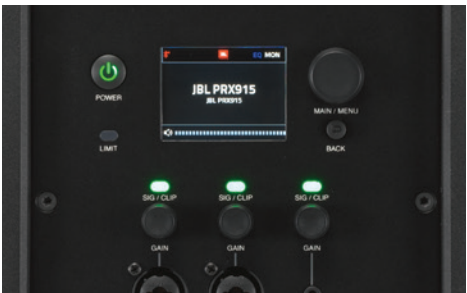 EQ MON
JBL PRX915
JBL PRX915
POWER
MAIN / MENU
LIMIT
BACK
SIG / CLIP
SIG / CLIP
SIG / CLIP
GAIN
GAIN
GAIN